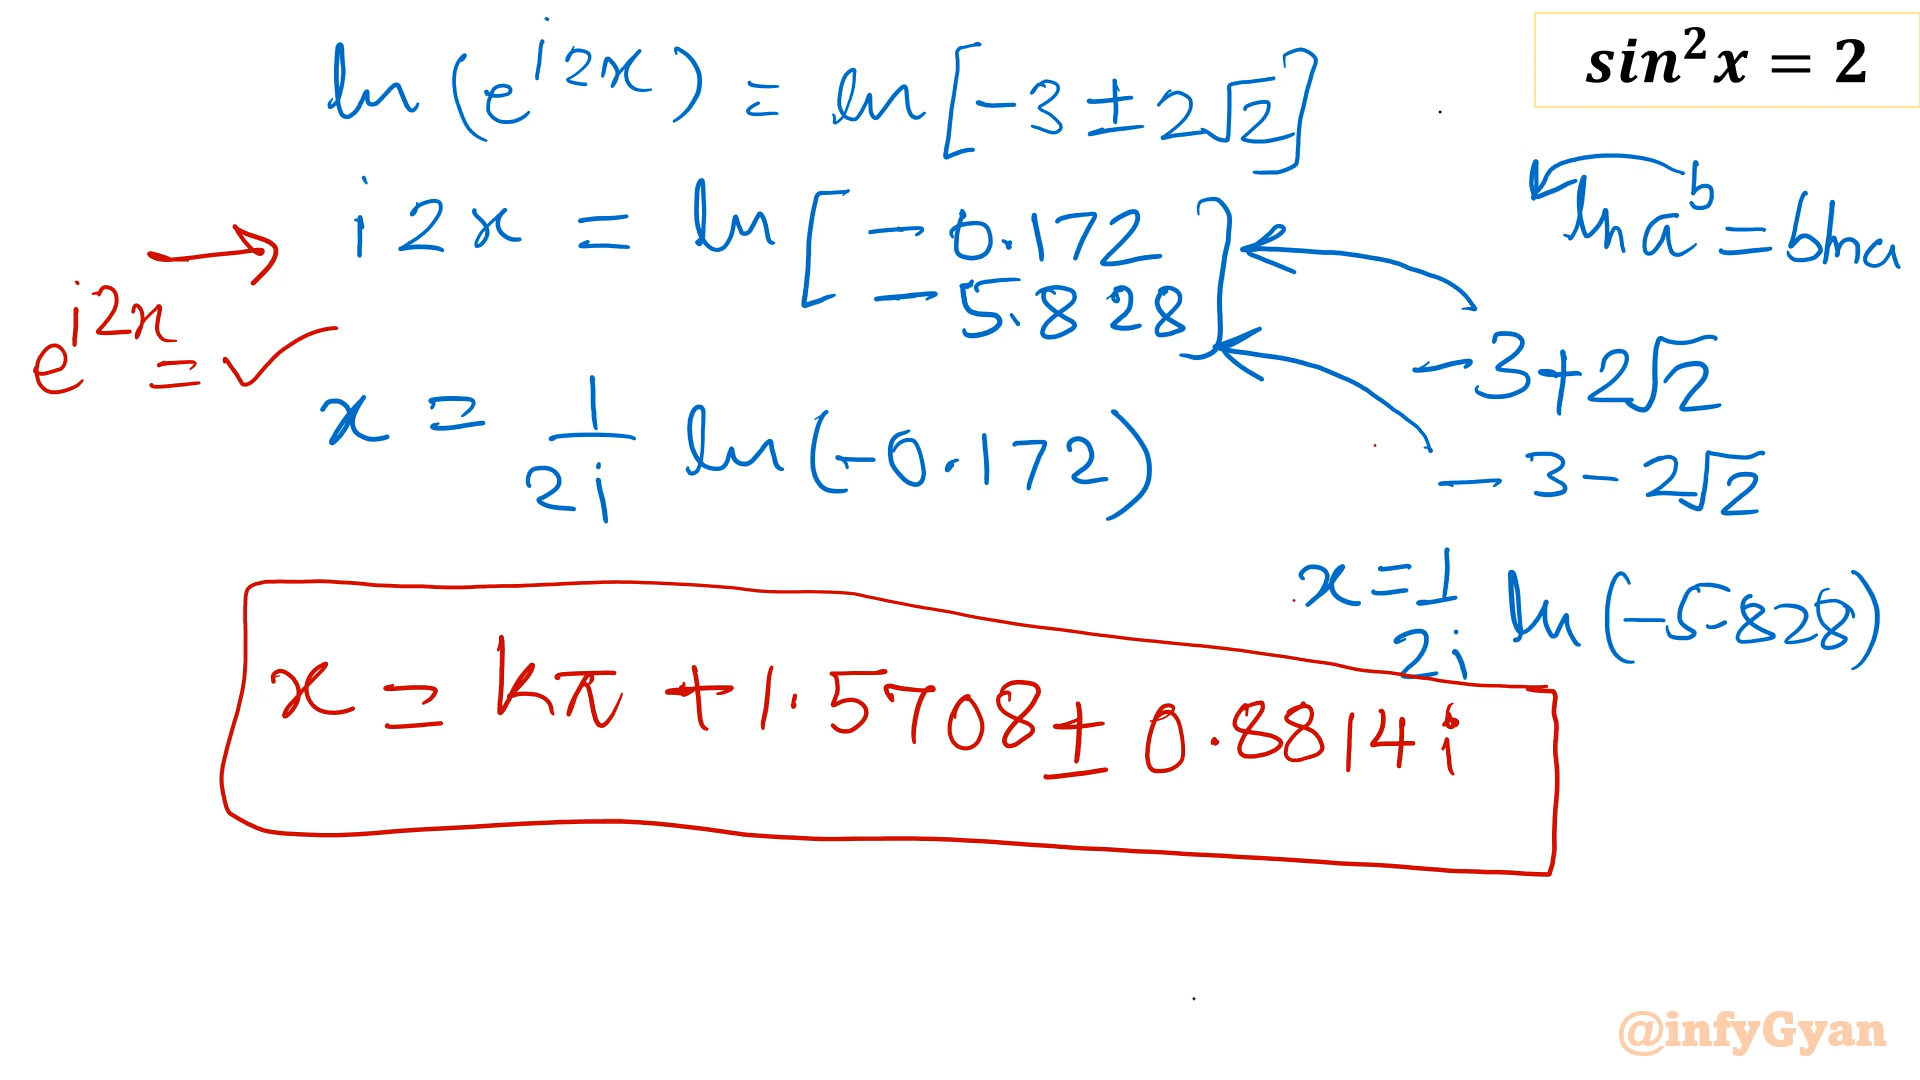 sin²x = 2
ln(e^{i2x}) = ln[-3 ± 2√2]
ln a^b = b ln a
i2x = ln[-0.172
-5.828]
e^{i2x} = ✓
-3+2√2
x = 1/2i ln(-0.172)
-3-2√2
x = 1/2i ln(-5.828)
x = kπ + 1.5708 ± 0.8814i
@infyGyan